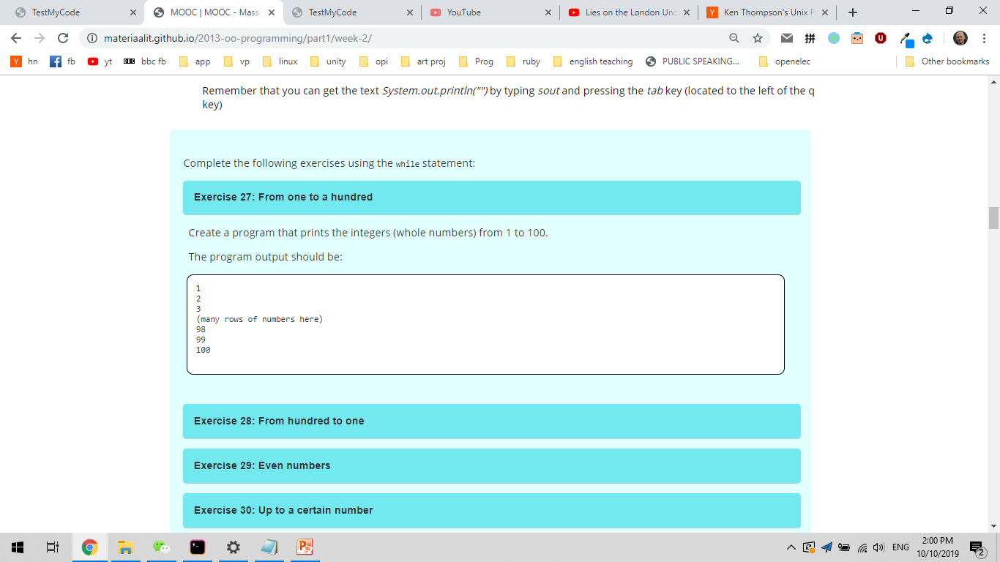 TestMyCode
MOOC | MOOC - Massi
TestMyCode
YouTube
Lies on the London Unc
Ken Thompson's Unix P
materiaalit.github.io/2013-oo-programming/part1/week-2/
hn
fb
yt
BBC
bbc fb
app
vp
linux
unity
opi
art proj
Prog
ruby
english teaching
PUBLIC SPEAKING...
openelec
Other bookmarks
Remember that you can get the text System.out.println("") by typing sout and pressing the tab key (located to the left of the q
key)
Complete the following exercises using the while statement:
Exercise 27: From one to a hundred
Create a program that prints the integers (whole numbers) from 1 to 100.
The program output should be:
1
2
3
(many rows of numbers here)
98
99
100
Exercise 28: From hundred to one
Exercise 29: Even numbers
Exercise 30: Up to a certain number
ENG
2:00 PM
10/10/2019
2